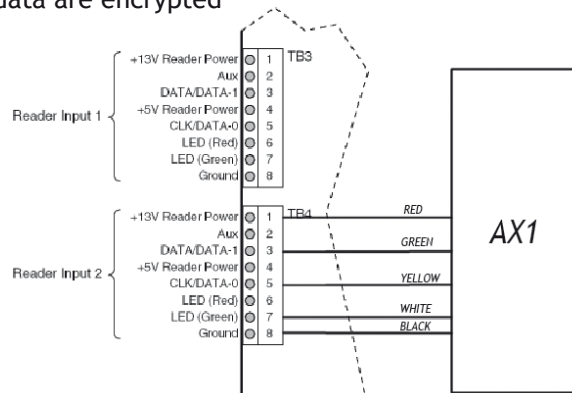 data are encrypted
+13V Reader Power 1 TB3
Aux 2
DATA/DATA-1 3
Reader Input 1
+5V Reader Power 4
CLK/DATA-0 5
LED (Red) 6
LED (Green) 7
Ground 8
+13V Reader Power 1 TB4 RED
Aux 2
DATA/DATA-1 3 GREEN
AX1
Reader Input 2
+5V Reader Power 4
CLK/DATA-0 5 YELLOW
LED (Red) 6
LED (Green) 7 WHITE
Ground 8 BLACK